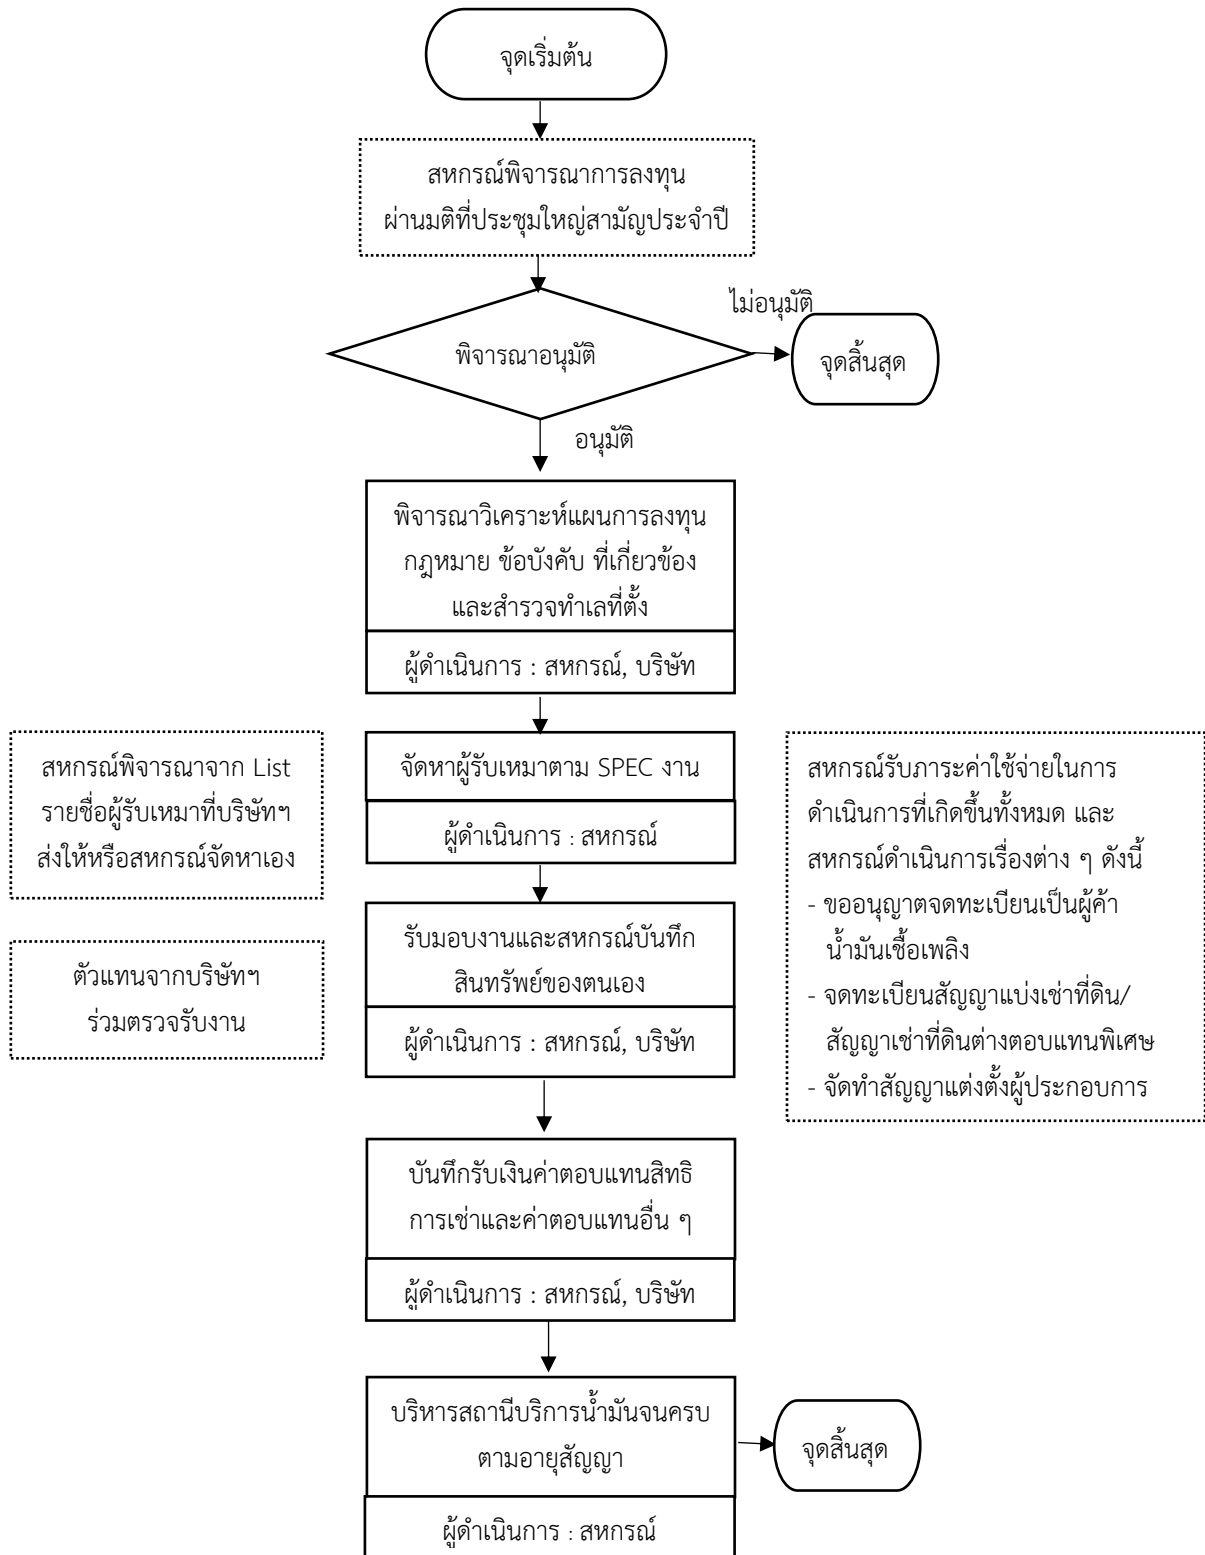 จุดเริ่มต้น
สหกรณ์พิจารณาการลงทุน
ผ่านมติที่ประชุมใหญ่สามัญประจำปี
ไม่อนุมัติ
พิจารณาอนุมัติ
จุดสิ้นสุด
อนุมัติ
พิจารณาวิเคราะห์แผนการลงทุน
กฎหมาย ข้อบังคับ ที่เกี่ยวข้อง
และสำรวจทำเลที่ตั้ง
ผู้ดำเนินการ : สหกรณ์, บริษัท
สหกรณ์พิจารณาจาก List
รายชื่อผู้รับเหมาที่บริษัทฯ
ส่งให้หรือสหกรณ์จัดหาเอง
จัดหาผู้รับเหมาตาม SPEC งาน
ผู้ดำเนินการ : สหกรณ์
สหกรณ์รับภาระค่าใช้จ่ายในการ
ดำเนินการที่เกิดขึ้นทั้งหมด และ
สหกรณ์ดำเนินการเรื่องต่าง ๆ ดังนี้
- ขออนุญาตจดทะเบียนเป็นผู้ค้า
น้ำมันเชื้อเพลิง
- จดทะเบียนสัญญาแบ่งเช่าที่ดิน/
สัญญาเช่าที่ดินต่างตอบแทนพิเศษ
- จัดทำสัญญาแต่งตั้งผู้ประกอบการ
ตัวแทนจากบริษัทฯ
ร่วมตรวจรับงาน
รับมอบงานและสหกรณ์บันทึก
สินทรัพย์ของตนเอง
ผู้ดำเนินการ : สหกรณ์, บริษัท
บันทึกรับเงินค่าตอบแทนสิทธิ
การเช่าและค่าตอบแทนอื่น ๆ
ผู้ดำเนินการ : สหกรณ์, บริษัท
บริหารสถานีบริการน้ำมันจนครบ
ตามอายุสัญญา
ผู้ดำเนินการ : สหกรณ์
จุดสิ้นสุด